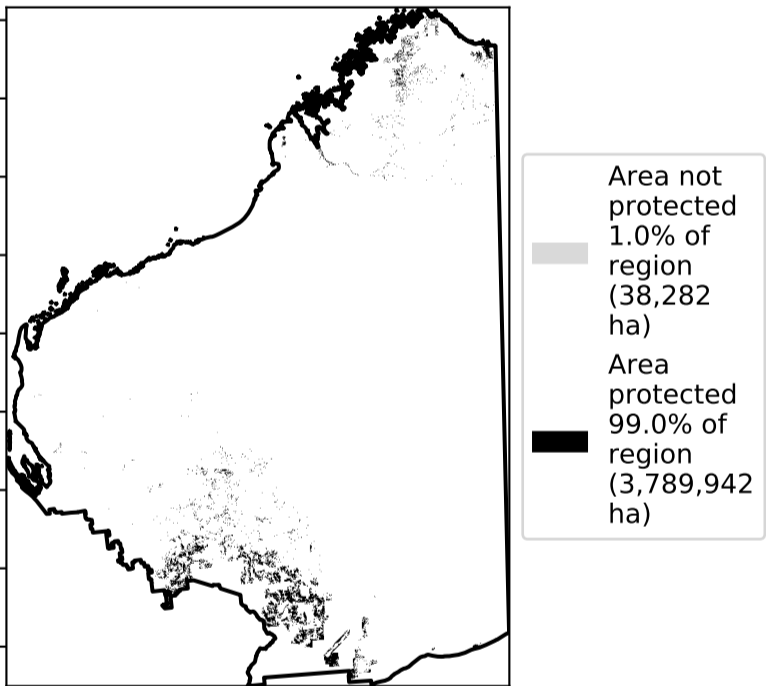 Area not
protected
1.0% of
region
(38,282
ha)
Area
protected
99.0% of
region
(3,789,942
ha)